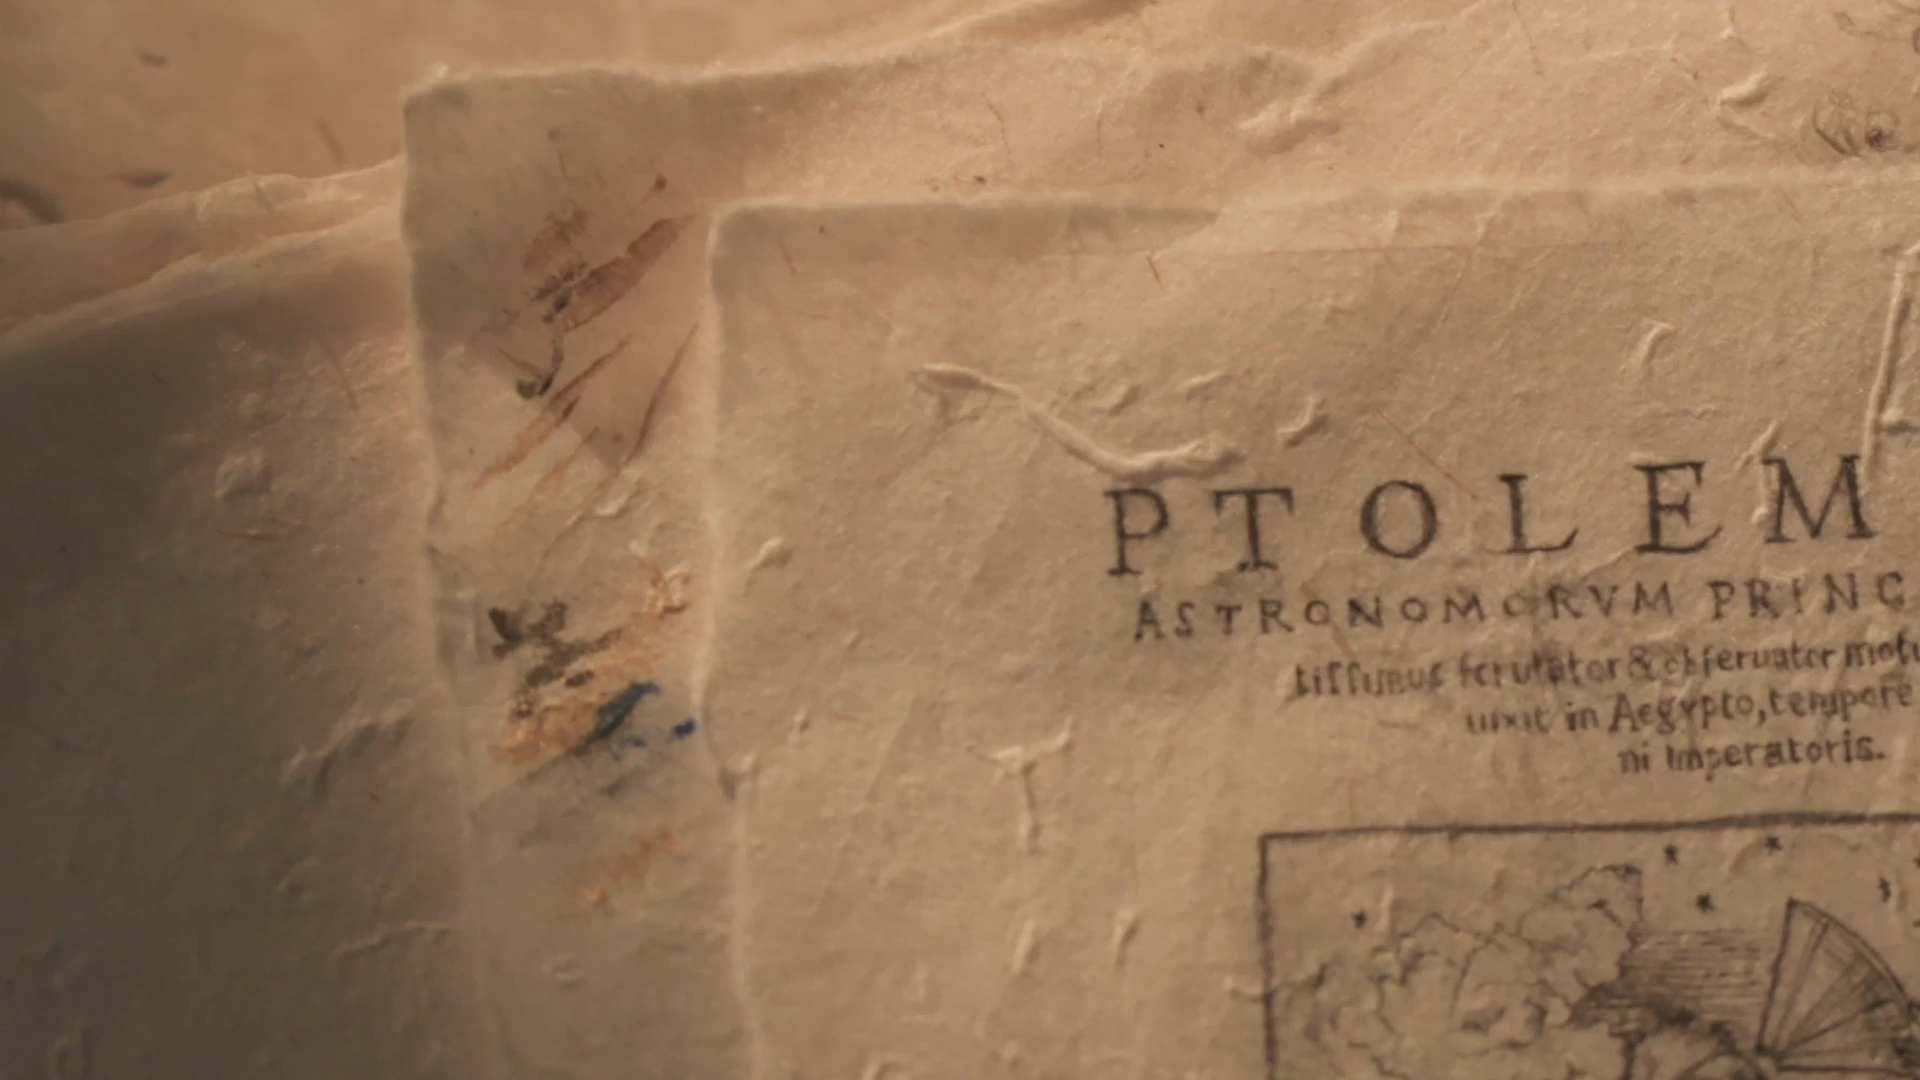 PTOLEM
ASTRONOMORVM PRINC
tiſſimus ſcrutator & obſeruator motu
uixit in Aegypto, tempore
ni Imperatoris.